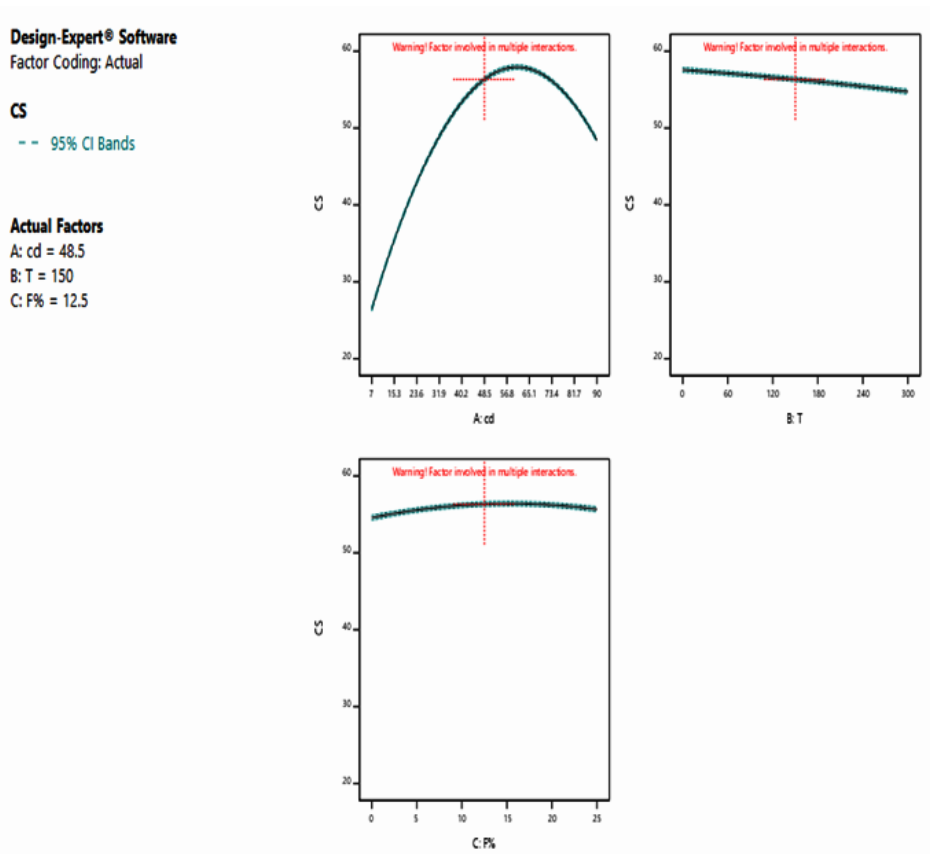 Design-Expert® Software
Factor Coding: Actual
CS
95% CI Bands
Actual Factors
A: cd = 48.5
B: T = 150
C: F% = 12.5
Warning! Factor involved in multiple interactions.
60
50
40
30
20
CS
7 15.3 23.6 31.9 40.2 48.5 56.8 65.1 73.4 81.7 90
A: cd
Warning! Factor involved in multiple interactions.
60
50
40
30
20
CS
0 60 120 180 240 300
B: T
Warning! Factor involved in multiple interactions.
60
50
40
30
20
CS
0 5 10 15 20 25
C: F%